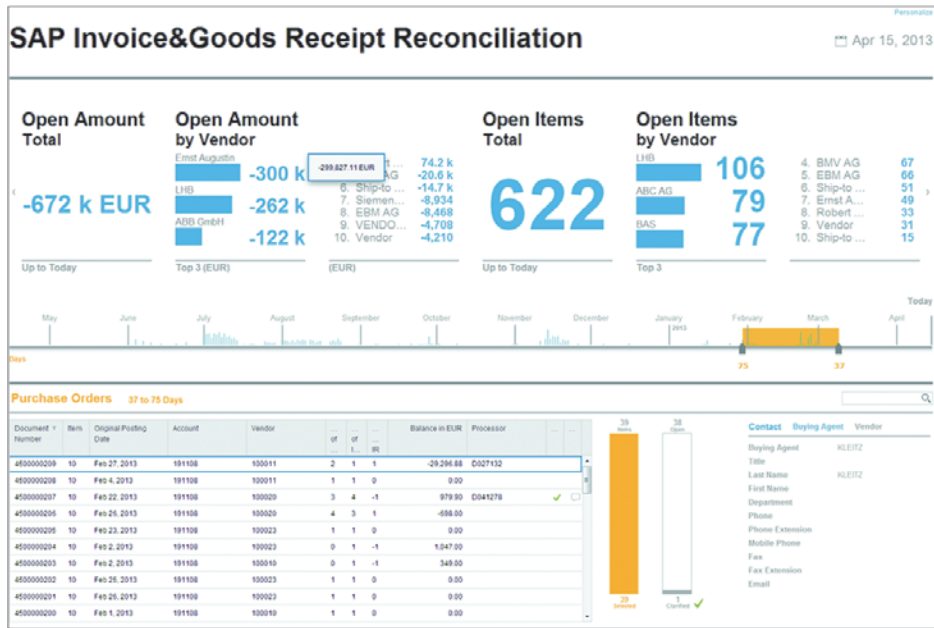 Personalize
SAP Invoice&Goods Receipt Reconciliation
Apr 15, 2013
Open Amount
Total
-672 k EUR
Up to Today
Open Amount
by Vendor
Ernst Augustin
-300 k
LHB
-262 k
ABB GmbH
-122 k
Top 3 (EUR)
-299,827.11 EUR
74.2 k
AG -20.6 k
6. Ship-to ... -14.7 k
7. Siemen... -8,934
8. EBM AG -8,468
9. VENDO... -4,708
10. Vendor -4,210
(EUR)
Open Items
Total
622
Up to Today
Open Items
by Vendor
LHB
106
ABC AG
79
BAS
77
Top 3
4. BMV AG 67
5. EBM AG 66
6. Ship-to ... 51
7. Ernst A... 49
8. Robert ... 33
9. Vendor 31
10. Ship-to ... 15
Today
May June July August September October November December January February March April
2013
Days
75 37
Purchase Orders 37 to 75 Days
Document Number Item Original Posting Date Account Vendor ... of ... ... of I... ... ... IR Balance in EUR Processor ... ...
4500000209 10 Feb 27, 2013 191108 100011 2 1 1 -29,296.88 D027132
4500000208 10 Feb 4, 2013 191108 100011 1 1 0 0.00
4500000207 10 Feb 22, 2013 191108 100020 3 4 -1 979.90 D041278
4500000206 10 Feb 26, 2013 191108 100020 4 3 1 -698.00
4500000205 10 Feb 23, 2013 191108 100023 1 1 0 0.00
4500000204 10 Feb 2, 2013 191108 100023 0 1 -1 1,047.00
4500000203 10 Feb 2, 2013 191108 100010 0 1 -1 349.00
4500000202 10 Feb 25, 2013 191108 100023 1 1 0 0.00
4500000201 10 Feb 26, 2013 191108 100023 1 1 0 0.00
4500000200 10 Feb 1, 2013 191108 100010 1 1 0 0.00
39
Items
39
Selected
38
Open
1
Clarified
Contact Buying Agent Vendor
Buying Agent KLEITZ
Title
Last Name KLEITZ
First Name
Department
Phone
Phone Extension
Mobile Phone
Fax
Fax Extension
Email